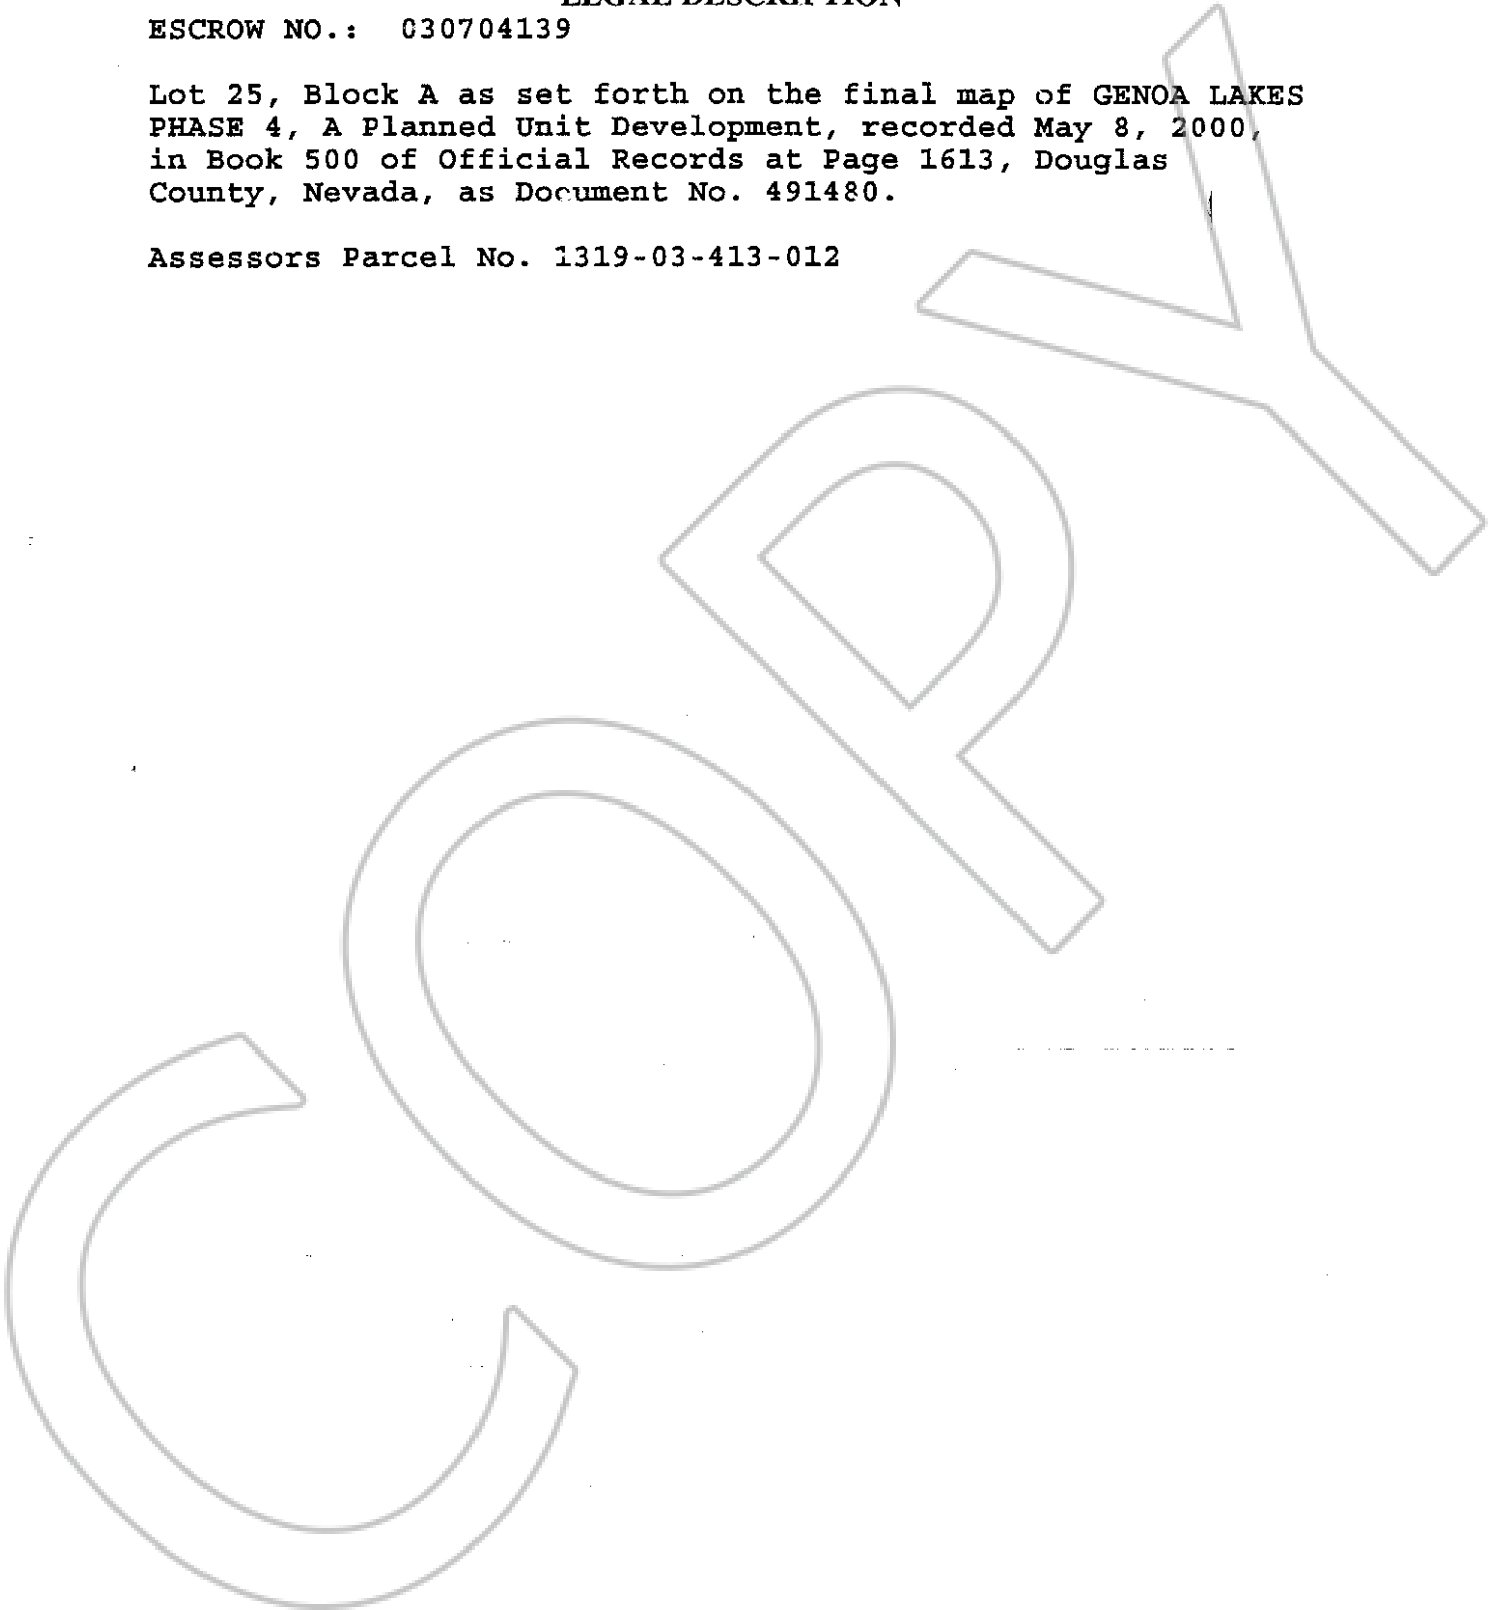 LEGAL DESCRIPTION
ESCROW NO.: 030704139
Lot 25, Block A as set forth on the final map of GENOA LAKES
PHASE 4, A Planned Unit Development, recorded May 8, 2000,
in Book 500 of Official Records at Page 1613, Douglas
County, Nevada, as Document No. 491480.
Assessors Parcel No. 1319-03-413-012
COPY